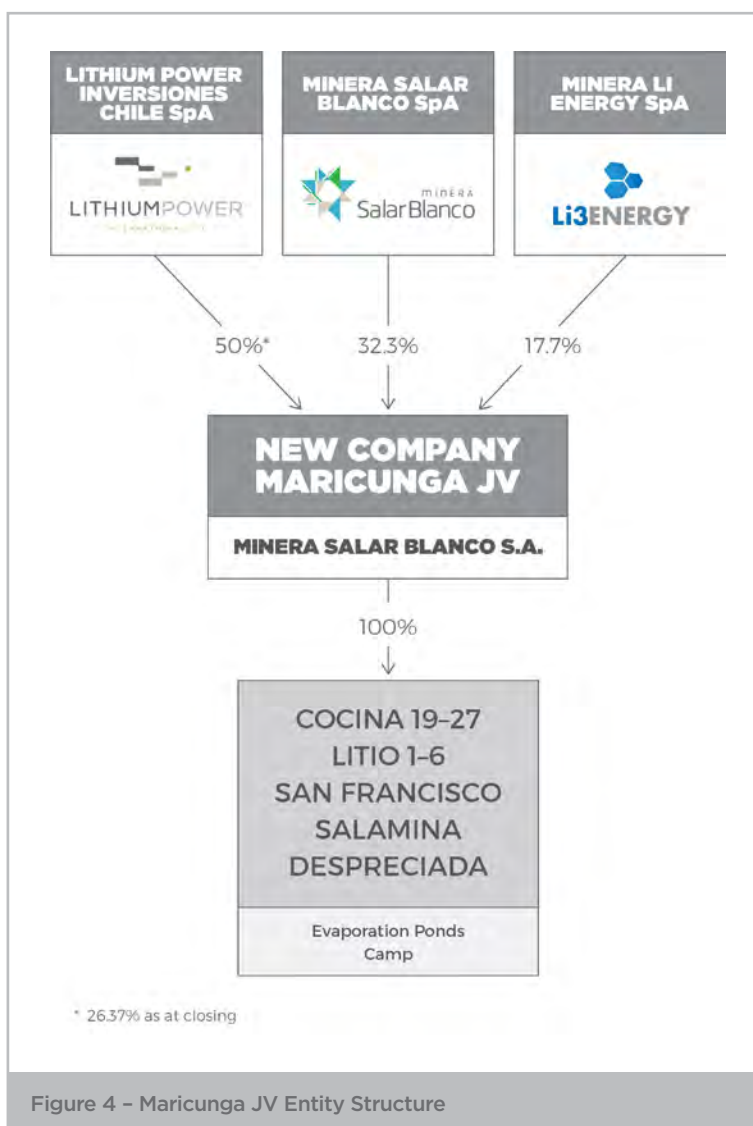 LITHIUM POWER
INVERSIONES
CHILE SpA
LITHIUMPOWER
MINERA SALAR
BLANCO SpA
MINERA
SalarBlanco
MINERA LI
ENERGY SpA
Li3ENERGY
50%*
32.3%
17.7%
NEW COMPANY
MARICUNGA JV
MINERA SALAR BLANCO S.A.
100%
COCINA 19–27
LITIO 1–6
SAN FRANCISCO
SALAMINA
DESPRECIADA
Evaporation Ponds
Camp
* 26.37% as at closing
Figure 4 – Maricunga JV Entity Structure